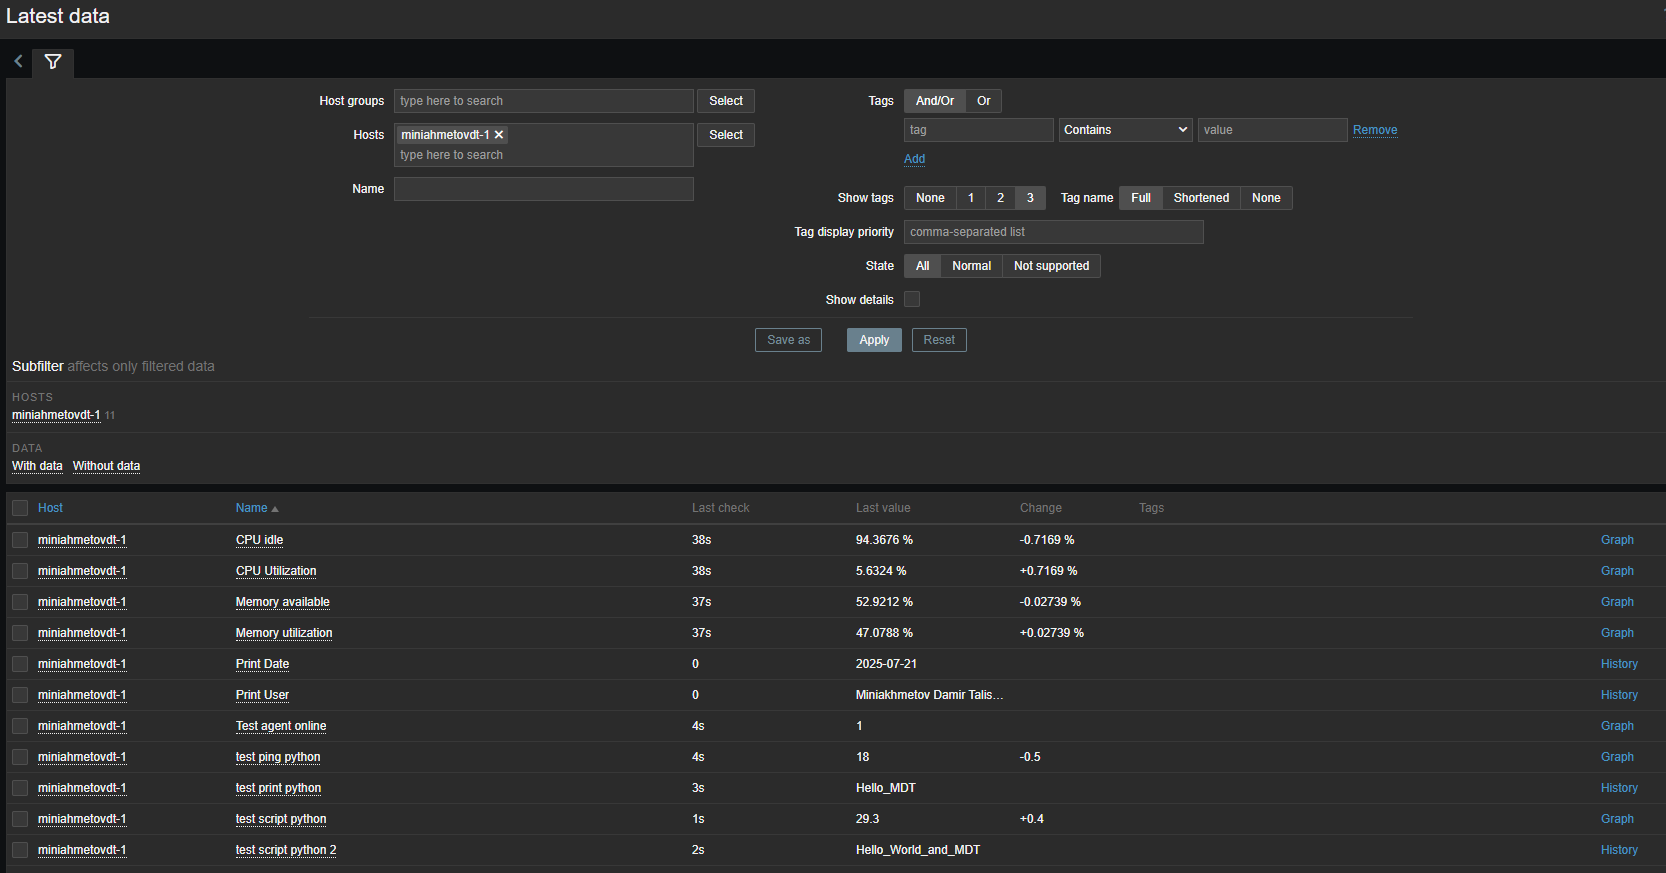 Latest data
Host groups type here to search Select Tags And/Or Or
Hosts miniahmetovdt-1 type here to search Select tag Contains value Remove
Add
Name
Show tags None 1 2 3 Tag name Full Shortened None
Tag display priority comma-separated list
State All Normal Not supported
Show details
Save as Apply Reset
Subfilter affects only filtered data
HOSTS
miniahmetovdt-1 11
DATA
With data Without data
Host Name Last check Last value Change Tags
miniahmetovdt-1 CPU idle 38s 94.3676 % -0.7169 % Graph
miniahmetovdt-1 CPU Utilization 38s 5.6324 % +0.7169 % Graph
miniahmetovdt-1 Memory available 37s 52.9212 % -0.02739 % Graph
miniahmetovdt-1 Memory utilization 37s 47.0788 % +0.02739 % Graph
miniahmetovdt-1 Print Date 0 2025-07-21 History
miniahmetovdt-1 Print User 0 Miniakhmetov Damir Talis... History
miniahmetovdt-1 Test agent online 4s 1 Graph
miniahmetovdt-1 test ping python 4s 18 -0.5 Graph
miniahmetovdt-1 test print python 3s Hello_MDT History
miniahmetovdt-1 test script python 1s 29.3 +0.4 Graph
miniahmetovdt-1 test script python 2 2s Hello_World_and_MDT History